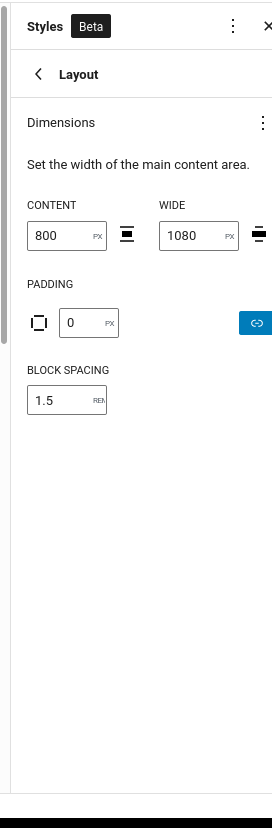 Styles Beta
Layout
Dimensions
Set the width of the main content area.
CONTENT WIDE
800 PX 1080 PX
PADDING
0 PX
BLOCK SPACING
1.5 REM